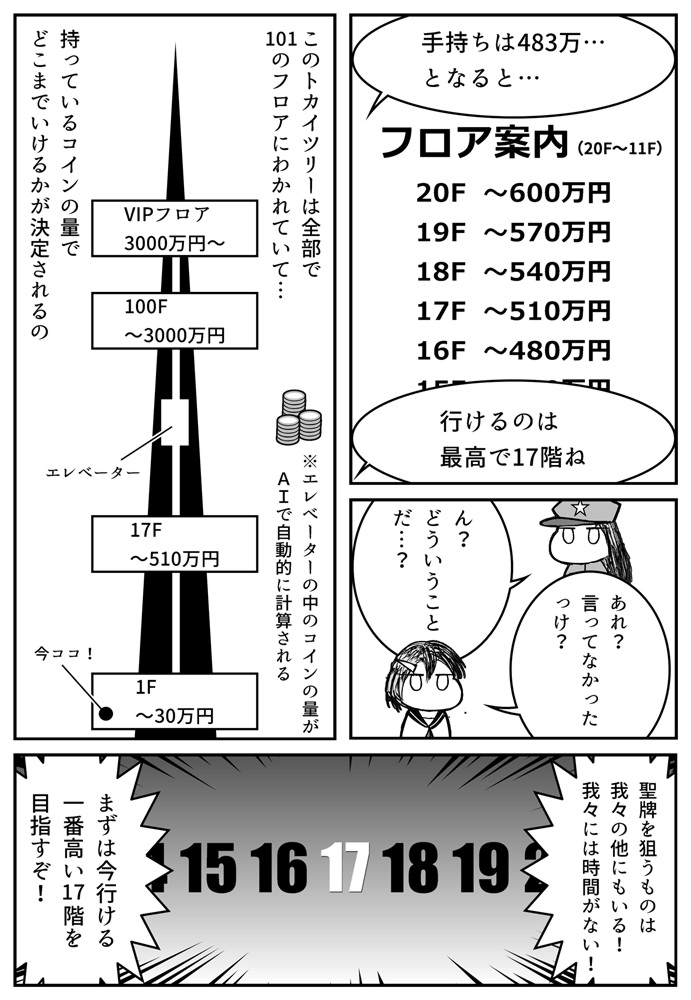 手持ちは483万…
となると…
フロア案内(20F～11F)
20F ～600万円
19F ～570万円
18F ～540万円
17F ～510万円
16F ～480万円
行けるのは
最高で17階ね
あれ？
言ってなかった
っけ？
ん？
どういうこと
だ…？
このトカイツリーは全部で
101のフロアにわかれていて…
持っているコインの量で
どこまでいけるかが決定されるの
VIPフロア
3000万円～
100F
～3000万円
エレベーター
※エレベーターの中のコインの量が
AIで自動的に計算される
17F
～510万円
今ココ！
1F
～30万円
聖牌を狙うものは
我々の他にもいる！
我々には時間がない！
15 16 17 18 19
まずは今行ける
一番高い17階を
目指すぞ！